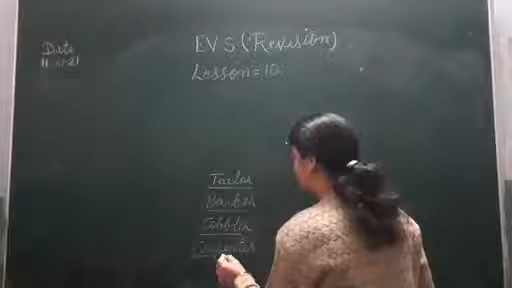 Date
EVS (Revision)
Lesson = 10
Tailor
Barber
Cobbler